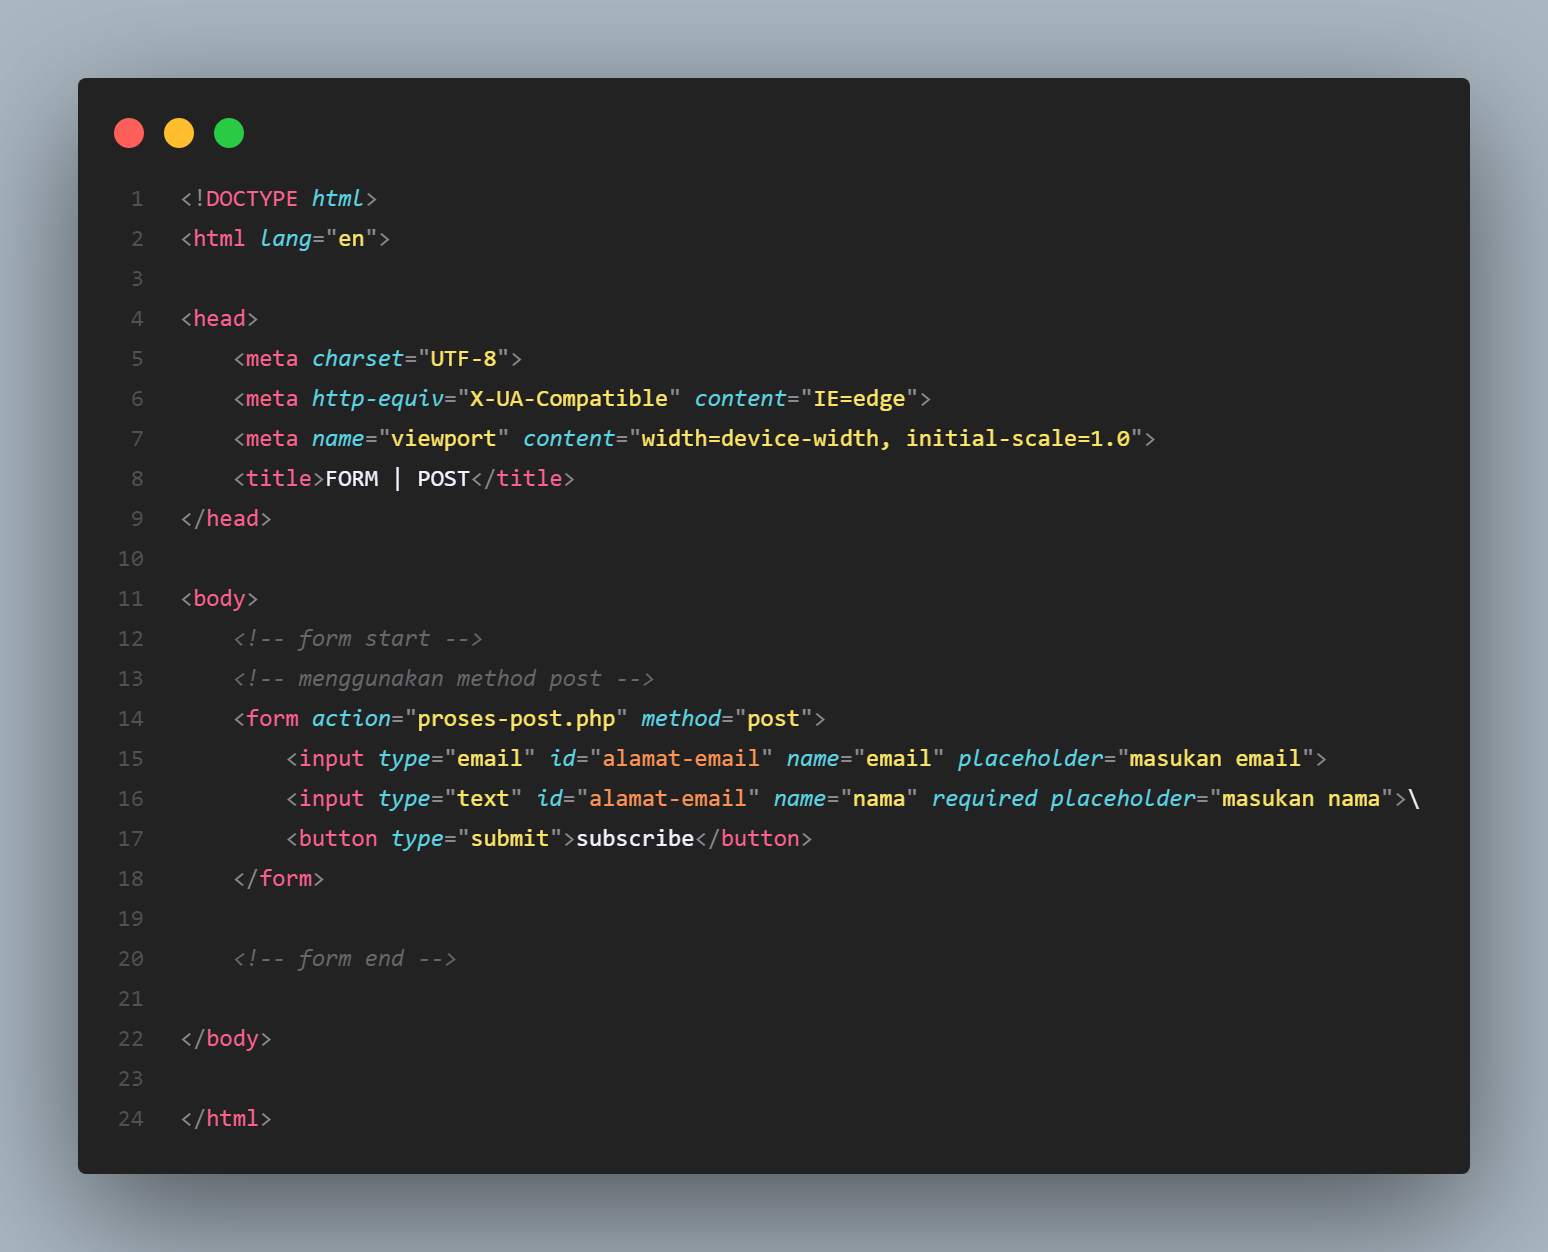 1 <!DOCTYPE html>
2 <html lang="en">
3
4 <head>
5     <meta charset="UTF-8">
6     <meta http-equiv="X-UA-Compatible" content="IE=edge">
7     <meta name="viewport" content="width=device-width, initial-scale=1.0">
8     <title>FORM | POST</title>
9 </head>
10
11 <body>
12     <!-- form start -->
13     <!-- menggunakan method post -->
14     <form action="proses-post.php" method="post">
15         <input type="email" id="alamat-email" name="email" placeholder="masukan email">
16         <input type="text" id="alamat-email" name="nama" required placeholder="masukan nama">\
17         <button type="submit">subscribe</button>
18     </form>
19
20     <!-- form end -->
21
22 </body>
23
24 </html>